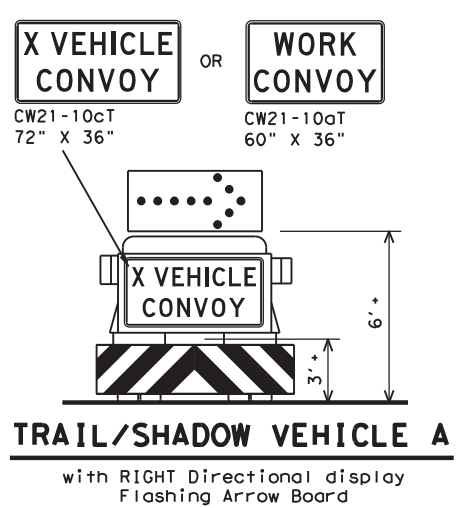 X VEHICLE
CONVOY
OR
WORK
CONVOY
CW21-10cT
72" X 36"
CW21-10aT
60" X 36"
X VEHICLE
CONVOY
6' +
3' +
TRAIL/SHADOW VEHICLE A
with RIGHT Directional display
Flashing Arrow Board